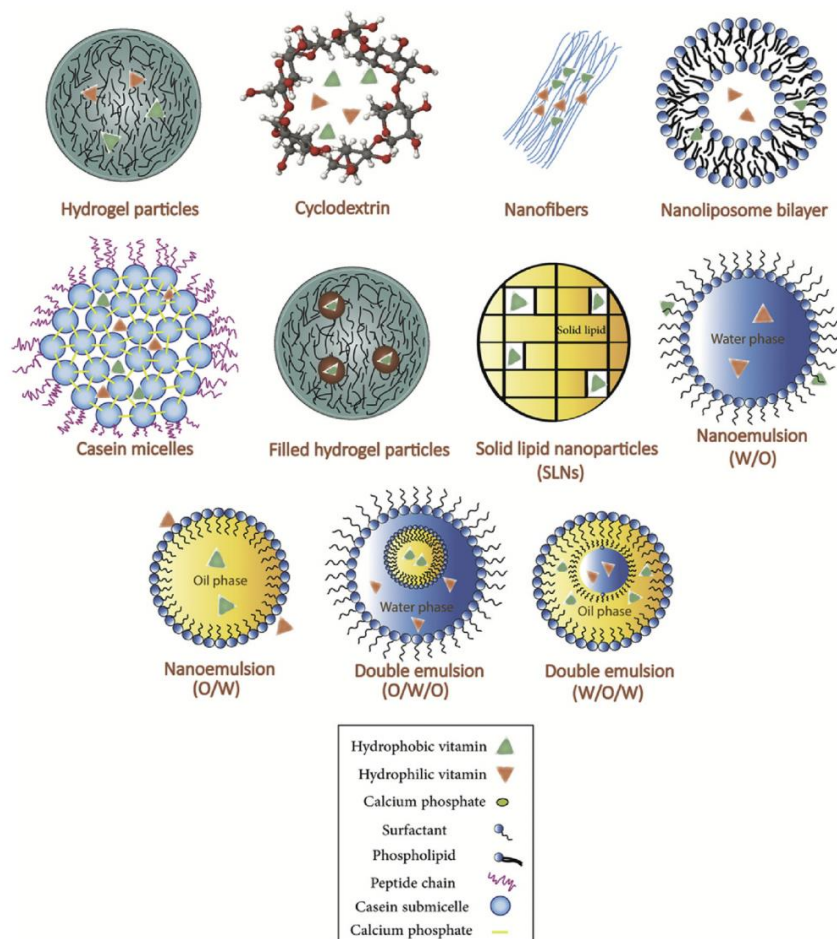 Hydrogel particles
Cyclodextrin
Nanofibers
Nanoliposome bilayer
Casein micelles
Filled hydrogel particles
Solid lipid
Solid lipid nanoparticles
(SLNs)
Water phase
Nanoemulsion
(W/O)
Oil phase
Nanoemulsion
(O/W)
Water phase
Double emulsion
(O/W/O)
Oil phase
Double emulsion
(W/O/W)
Hydrophobic vitamin
Hydrophilic vitamin
Calcium phosphate
Surfactant
Phospholipid
Peptide chain
Casein submicelle
Calcium phosphate